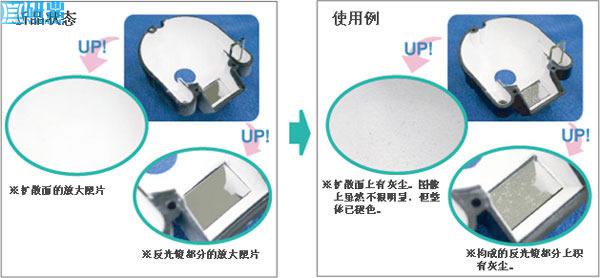 品状态
UP!
UP!
※扩散面的放大照片
※反光镜部分的放大照片
使用例
UP!
UP!
※扩散面上有灰尘。图像
上虽然不很明显，但整
体已褪色。
※构成的反光镜部分上积
有灰尘。